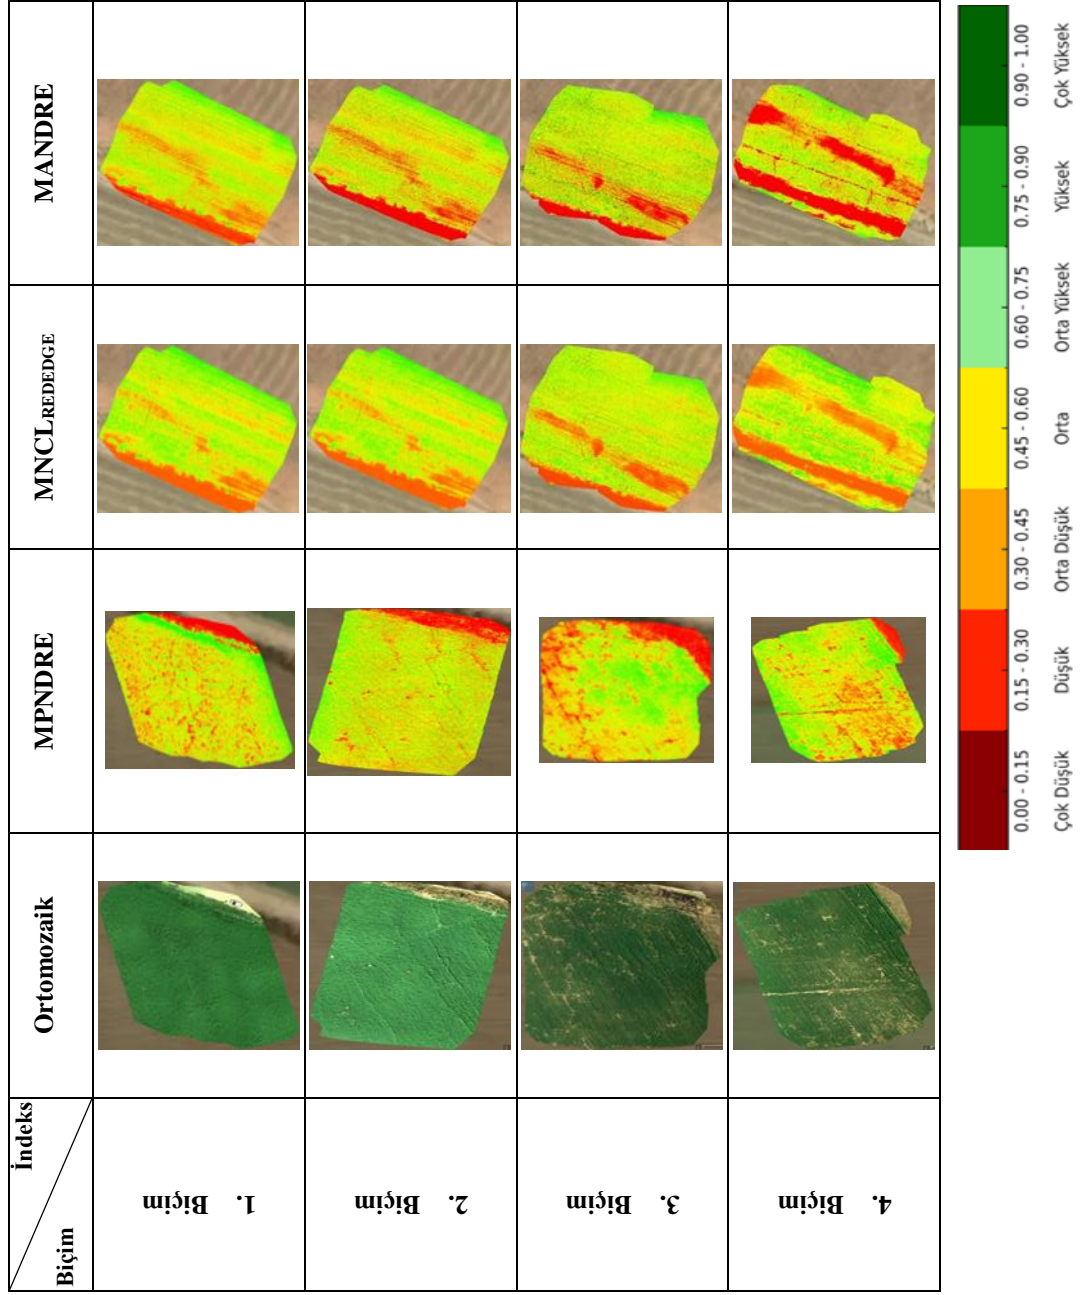 İndeks
Biçim
Ortomozaik
MPNDRE
MNCLREDEDGE
MANDRE
1. Biçim
2. Biçim
3. Biçim
4. Biçim
0.00 - 0.15
0.15 - 0.30
0.30 - 0.45
0.45 - 0.60
0.60 - 0.75
0.75 - 0.90
0.90 - 1.00
Çok Düşük
Düşük
Orta Düşük
Orta
Orta Yüksek
Yüksek
Çok Yüksek